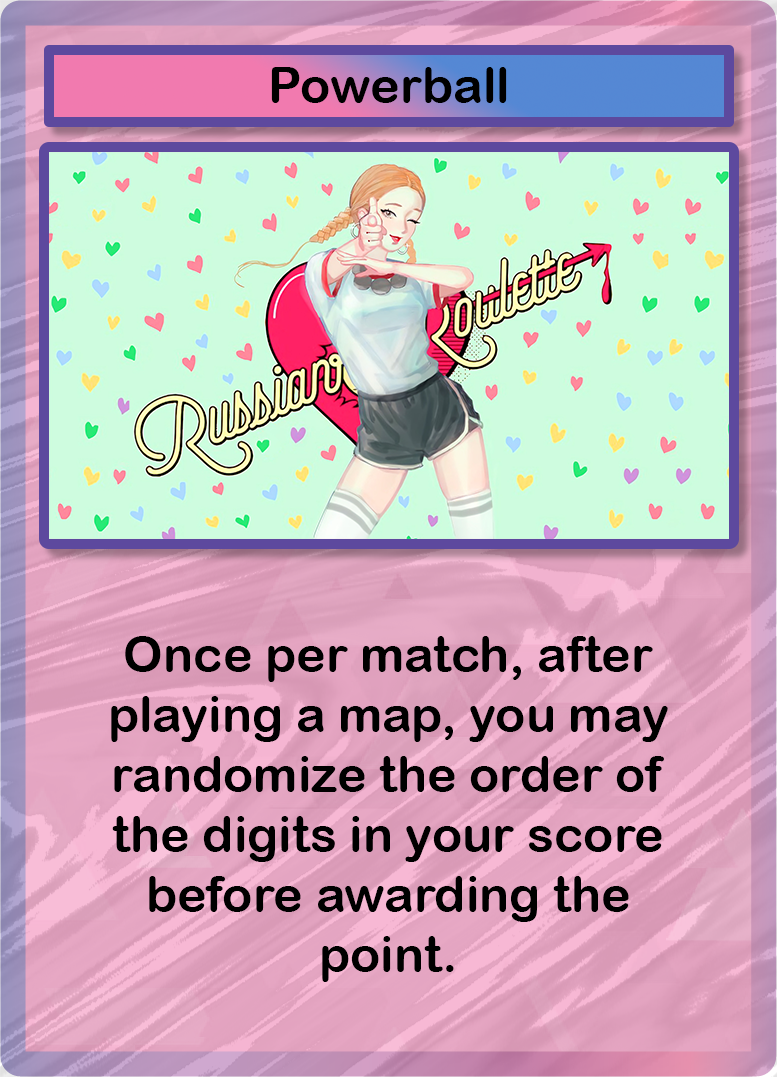 Powerball
Russian Roulette
Once per match, after
playing a map, you may
randomize the order of
the digits in your score
before awarding the
point.